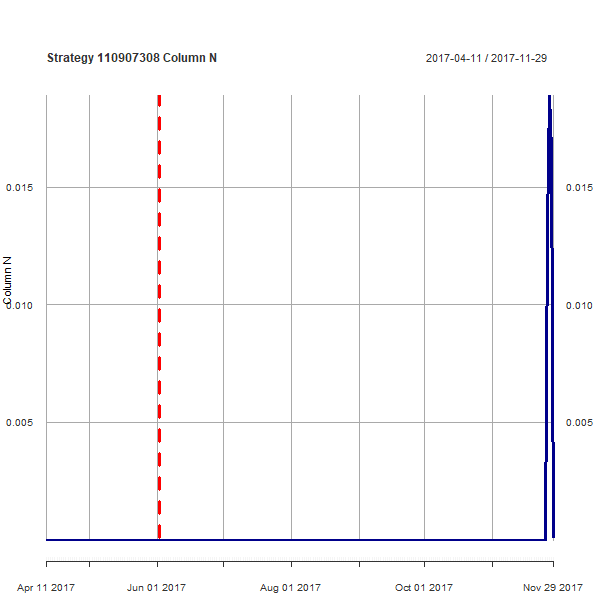 Strategy 110907308 Column N
2017-04-11 / 2017-11-29
0.015
0.015
Column N
0.010
0.010
0.005
0.005
Apr 11 2017
Jun 01 2017
Aug 01 2017
Oct 01 2017
Nov 29 2017